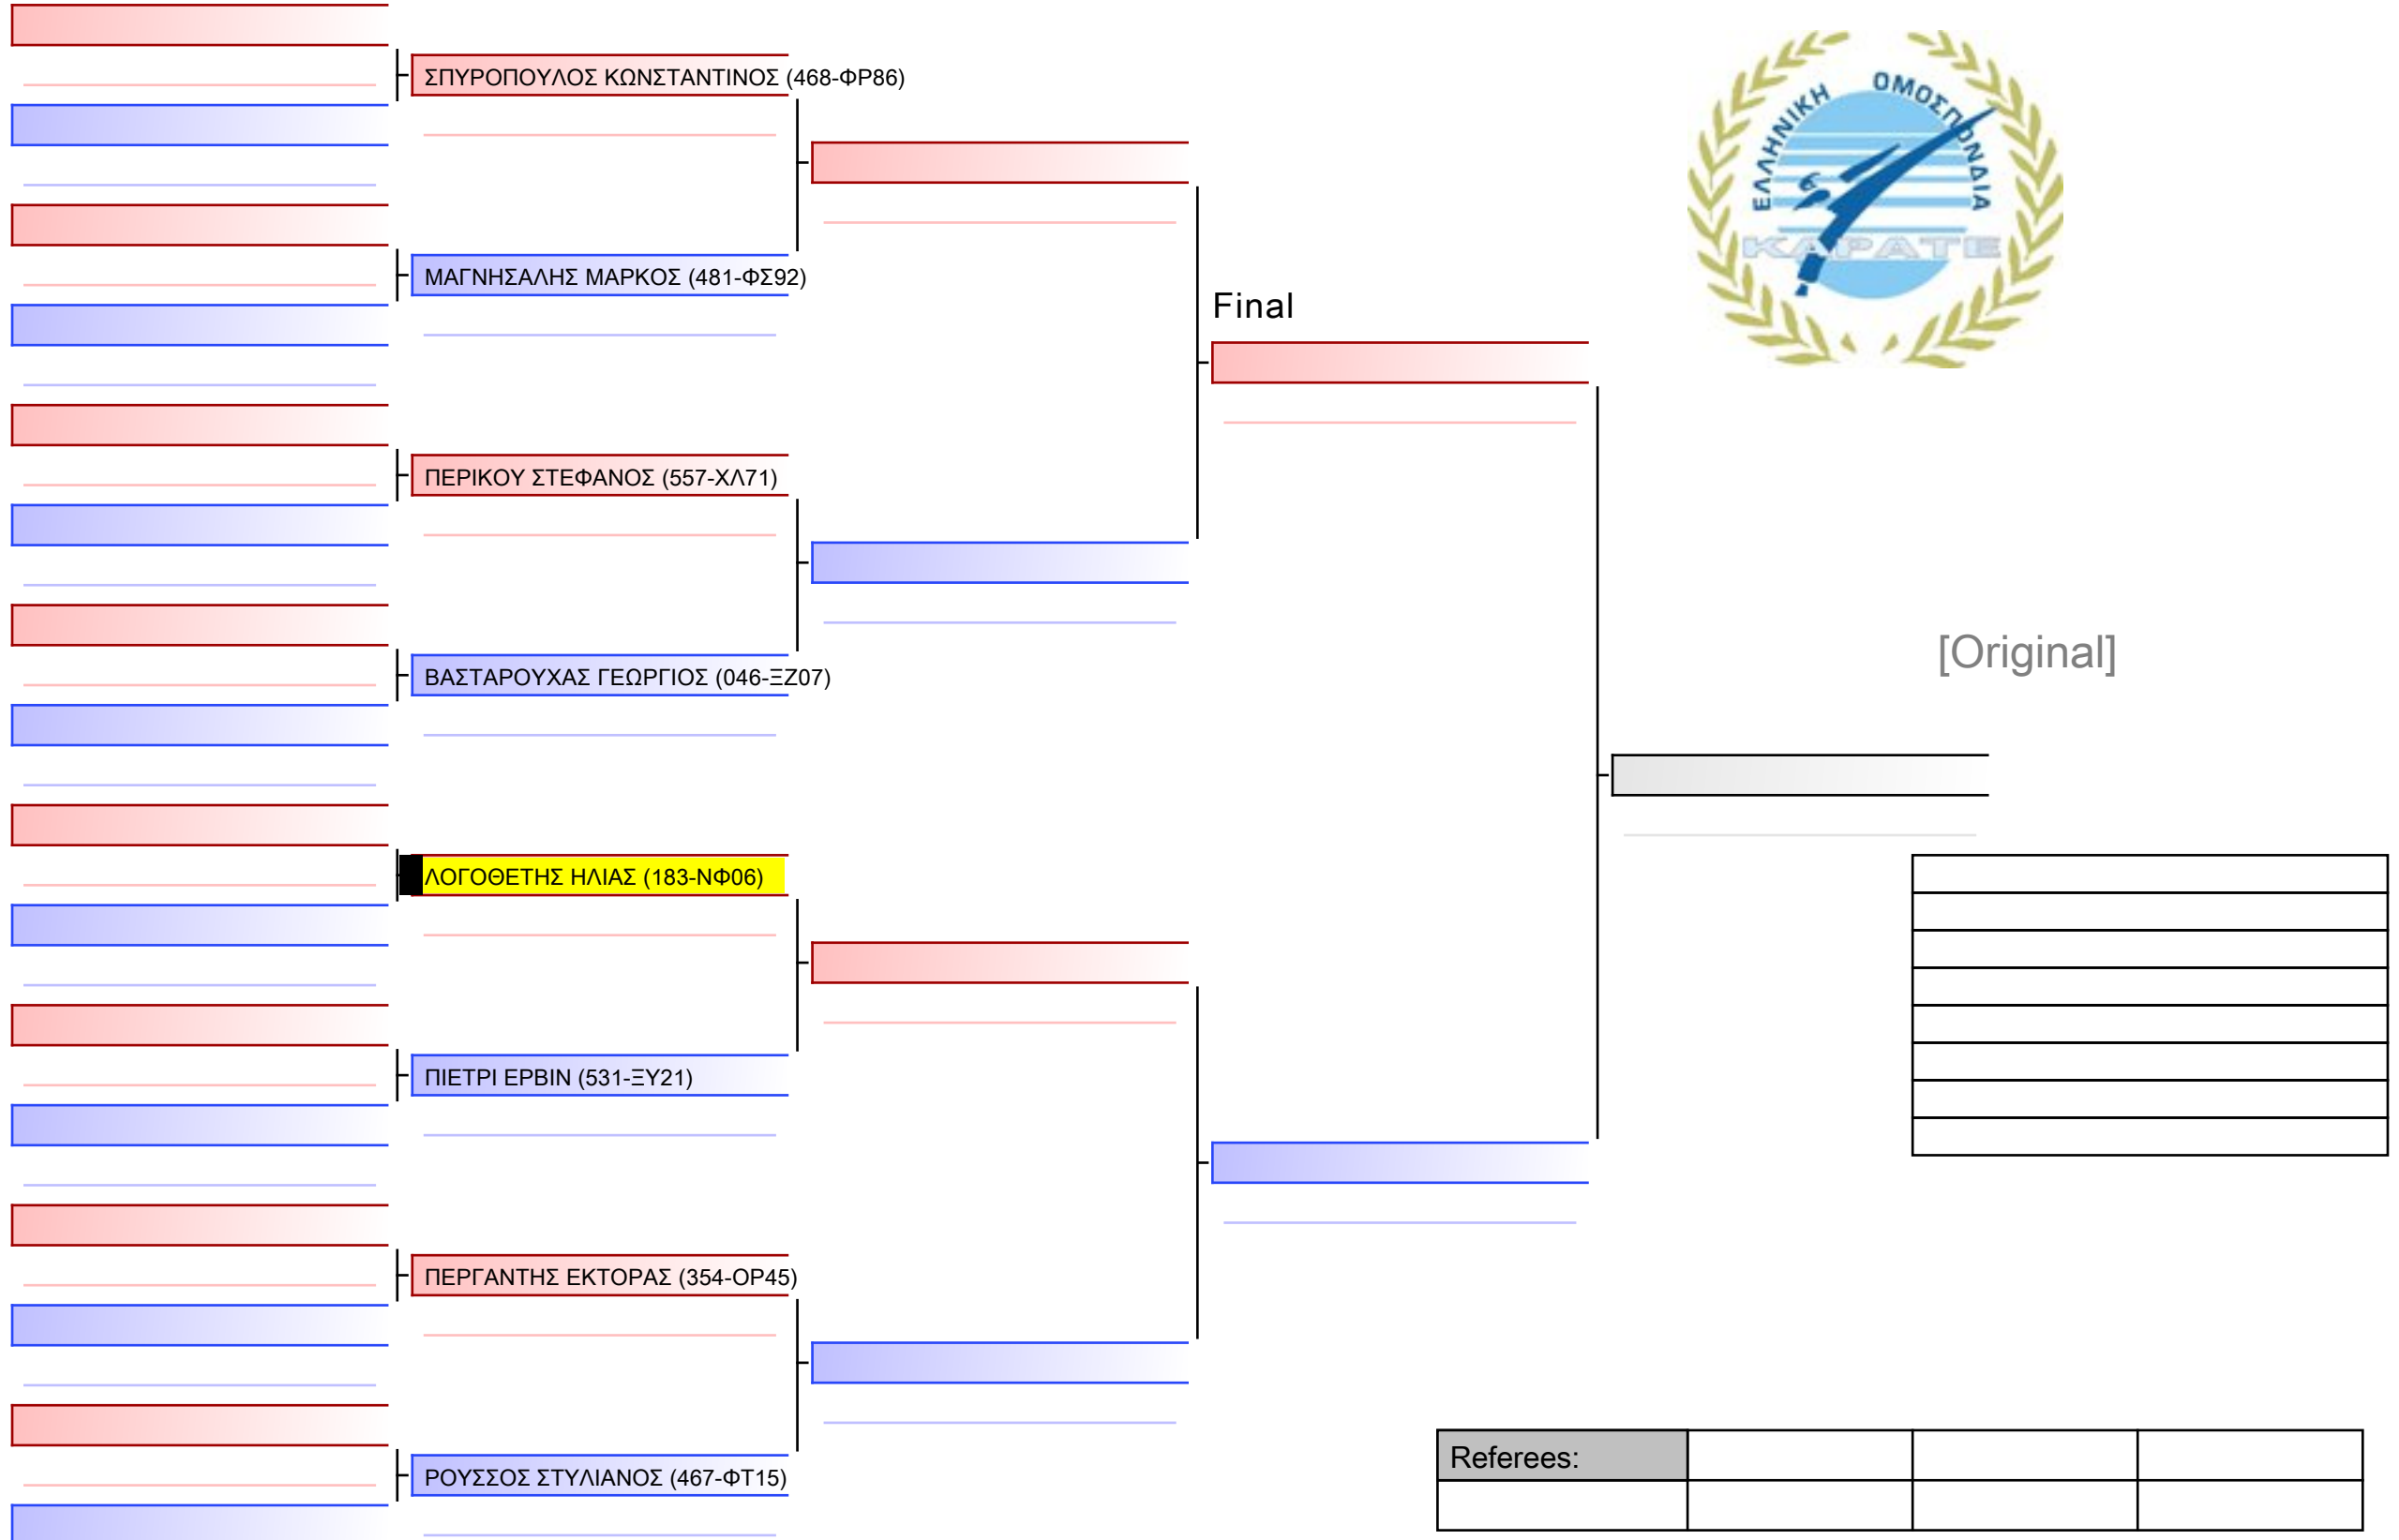 ΣΠΥΡΟΠΟΥΛΟΣ ΚΩΝΣΤΑΝΤΙΝΟΣ (468-ΦΡ86)
ΜΑΓΝΗΣΑΛΗΣ ΜΑΡΚΟΣ (481-ΦΣ92)
ΠΕΡΙΚΟΥ ΣΤΕΦΑΝΟΣ (557-ΧΛ71)
ΒΑΣΤΑΡΟΥΧΑΣ ΓΕΩΡΓΙΟΣ (046-ΞΖ07)
ΛΟΓΟΘΕΤΗΣ ΗΛΙΑΣ (183-ΝΦ06)
ΠΙΕΤΡΙ ΕΡΒΙΝ (531-ΞΥ21)
ΠΕΡΓΑΝΤΗΣ ΕΚΤΟΡΑΣ (354-ΟΡ45)
ΡΟΥΣΣΟΣ ΣΤΥΛΙΑΝΟΣ (467-ΦΤ15)
Final
ΕΛΛΗΝΙΚΗ ΟΜΟΣΠΟΝΔΙΑ
ΚΑΡΑΤΕ
[Original]
Referees: